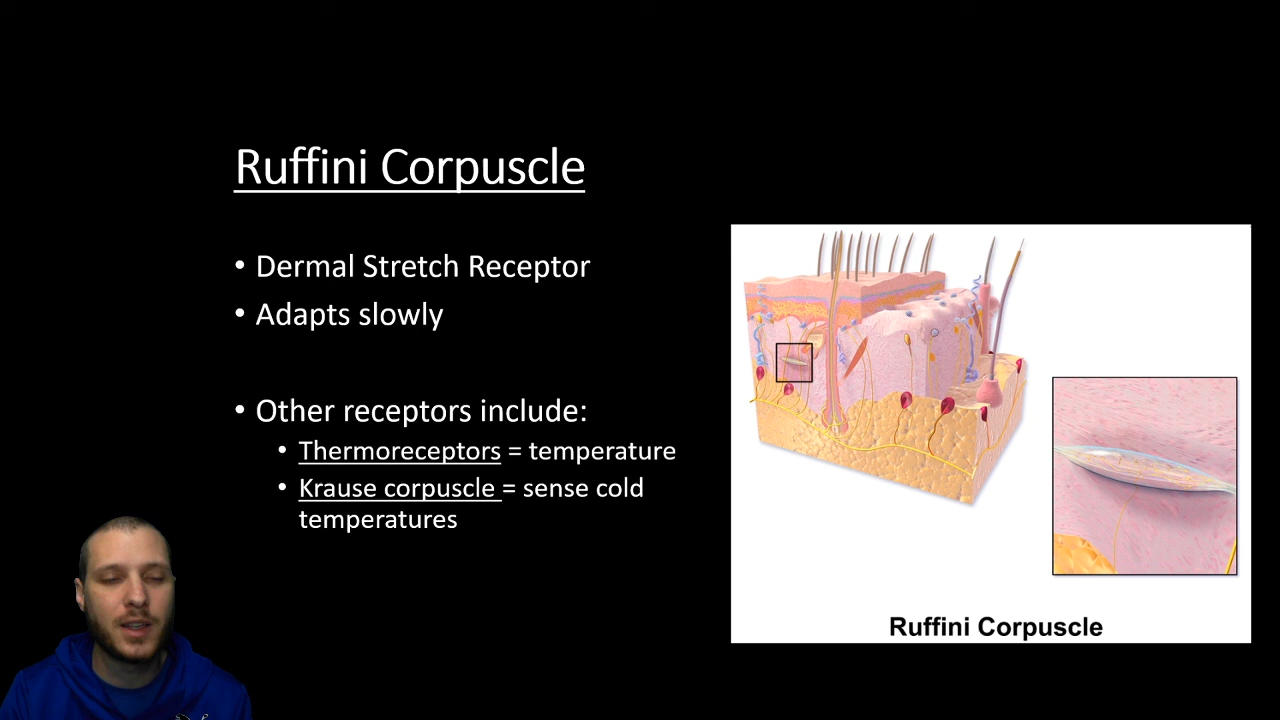 Ruffini Corpuscle
• Dermal Stretch Receptor
• Adapts slowly
• Other receptors include:
• Thermoreceptors = temperature
• Krause corpuscle = sense cold
temperatures
Ruffini Corpuscle